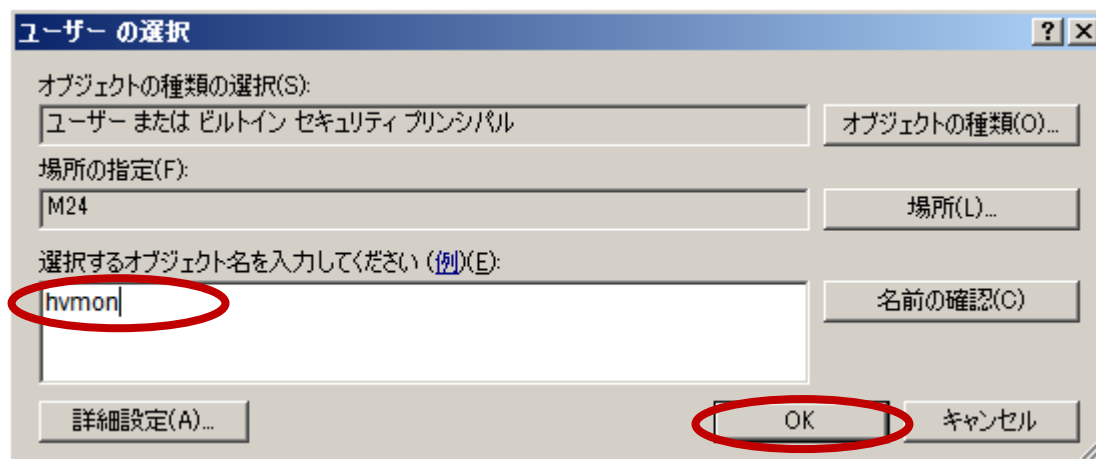 ユーザー の選択
オブジェクトの種類の選択(S):
ユーザー または ビルトイン セキュリティ プリンシパル
オブジェクトの種類(O)...
場所の指定(F):
M24
場所(L)...
選択するオブジェクト名を入力してください (例)(E):
hvmon
名前の確認(C)
詳細設定(A)...
OK
キャンセル